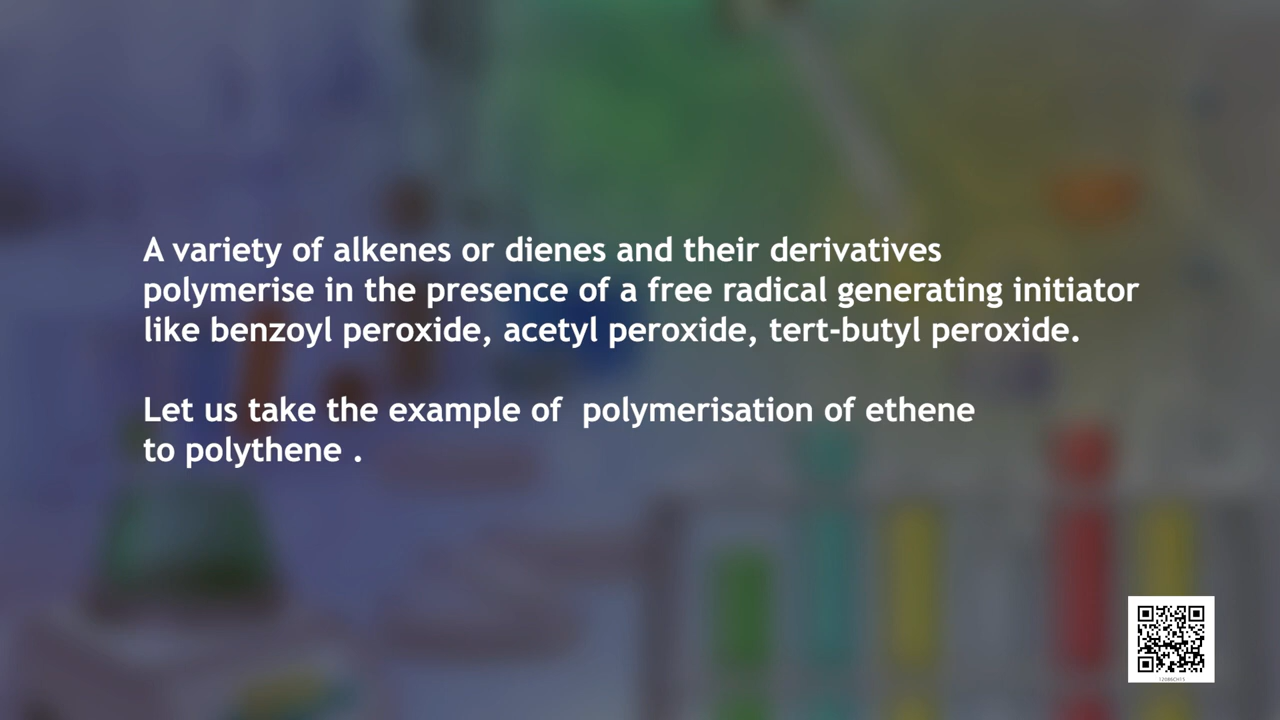 A variety of alkenes or dienes and their derivatives
polymerise in the presence of a free radical generating initiator
like benzoyl peroxide, acetyl peroxide, tert-butyl peroxide.
Let us take the example of  polymerisation of ethene
to polythene .